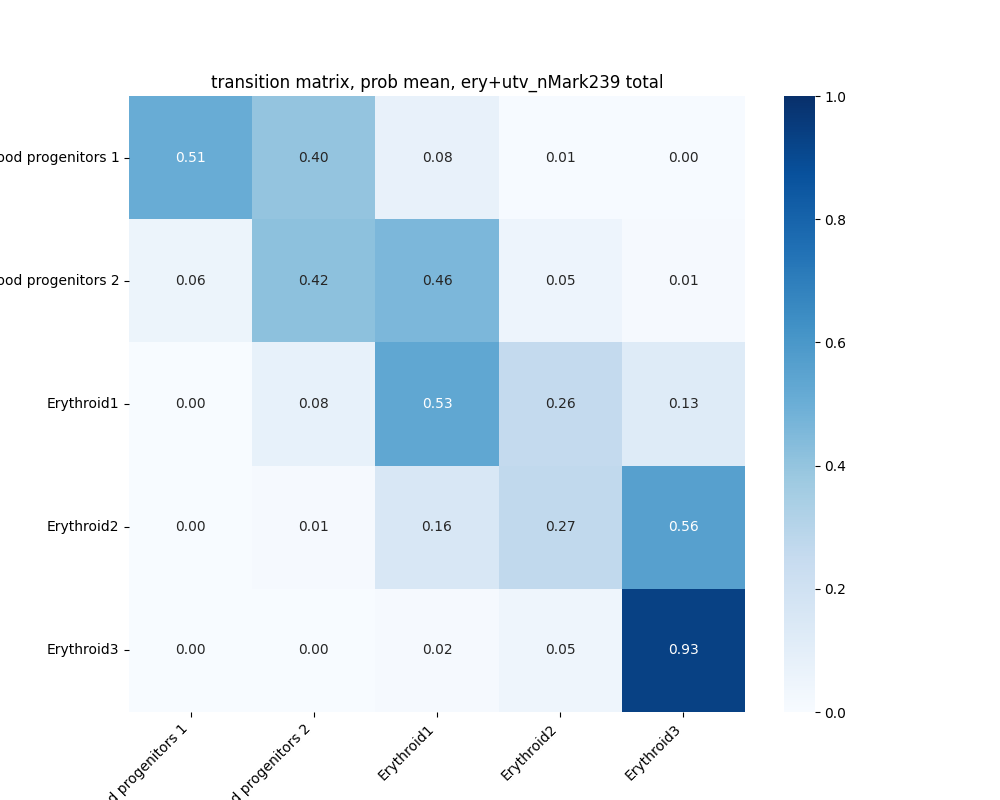 transition matrix, prob mean, ery+utv_nMark239 total
ood progenitors 1 0.51 0.40 0.08 0.01 0.00
ood progenitors 2 0.06 0.42 0.46 0.05 0.01
Erythroid1 0.00 0.08 0.53 0.26 0.13
Erythroid2 0.00 0.01 0.16 0.27 0.56
Erythroid3 0.00 0.00 0.02 0.05 0.93
d progenitors 1
d progenitors 2
Erythroid1
Erythroid2
Erythroid3
1.0
0.8
0.6
0.4
0.2
0.0